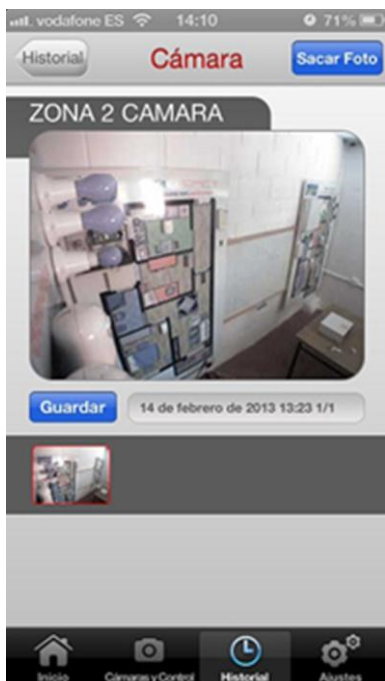 vodafone ES 14:10 71%
Historial Cámara Sacar Foto
ZONA 2 CAMARA
Guardar 14 de febrero de 2013 13:23 1/1
Inicio Cámaras y Control Historial Ajustes